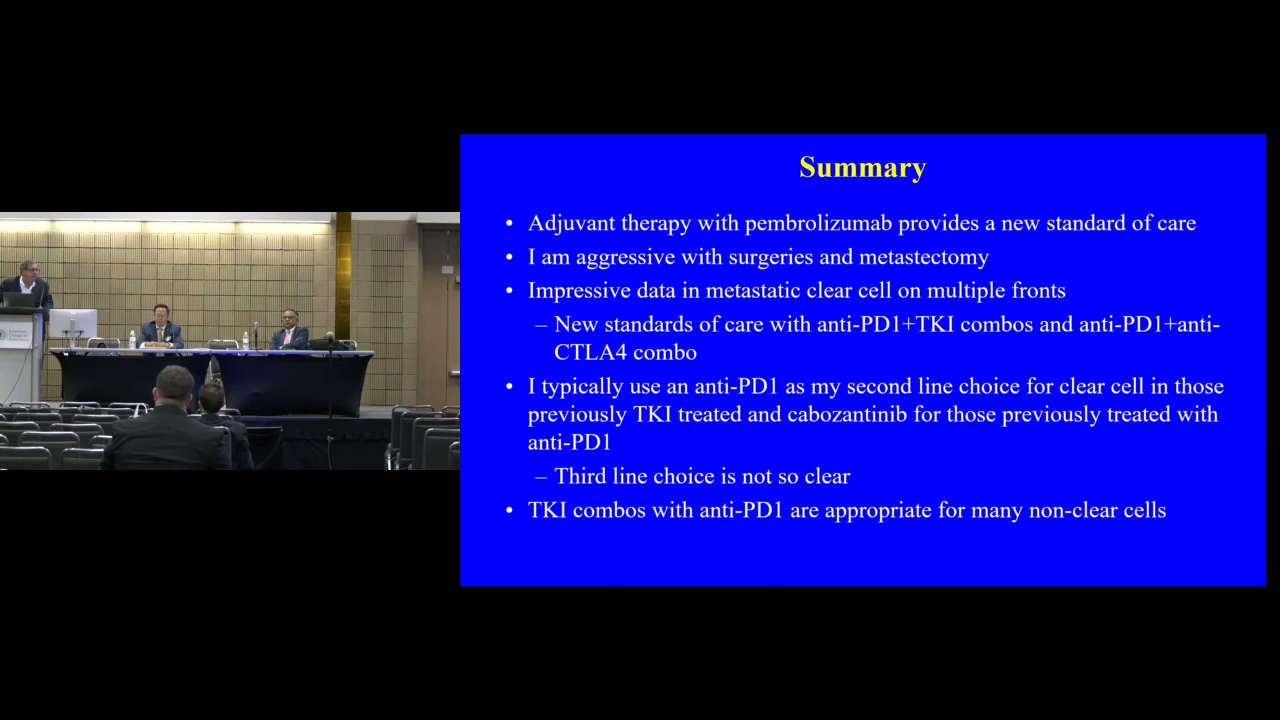 Summary
• Adjuvant therapy with pembrolizumab provides a new standard of care
• I am aggressive with surgeries and metastectomy
• Impressive data in metastatic clear cell on multiple fronts
– New standards of care with anti-PD1+TKI combos and anti-PD1+anti-
CTLA4 combo
• I typically use an anti-PD1 as my second line choice for clear cell in those
previously TKI treated and cabozantinib for those previously treated with
anti-PD1
– Third line choice is not so clear
• TKI combos with anti-PD1 are appropriate for many non-clear cells